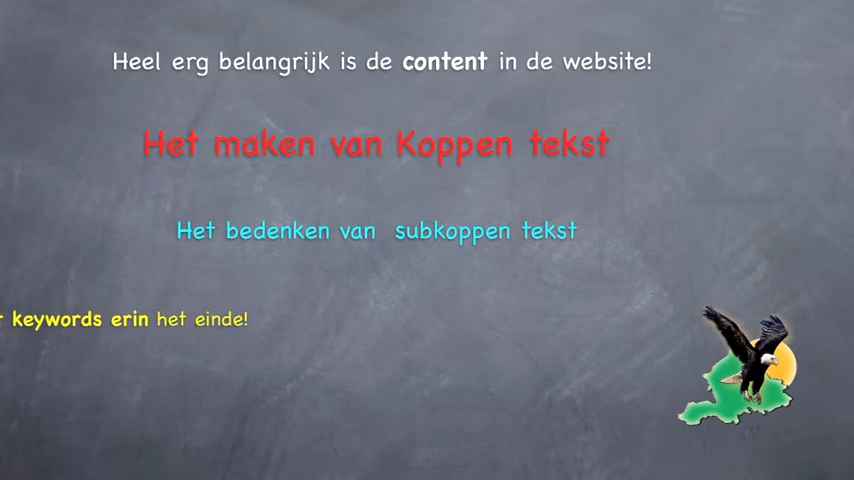 Heel erg belangrijk is de content in de website!
Het maken van Koppen tekst
Het bedenken van subkoppen tekst
keywords erin het einde!